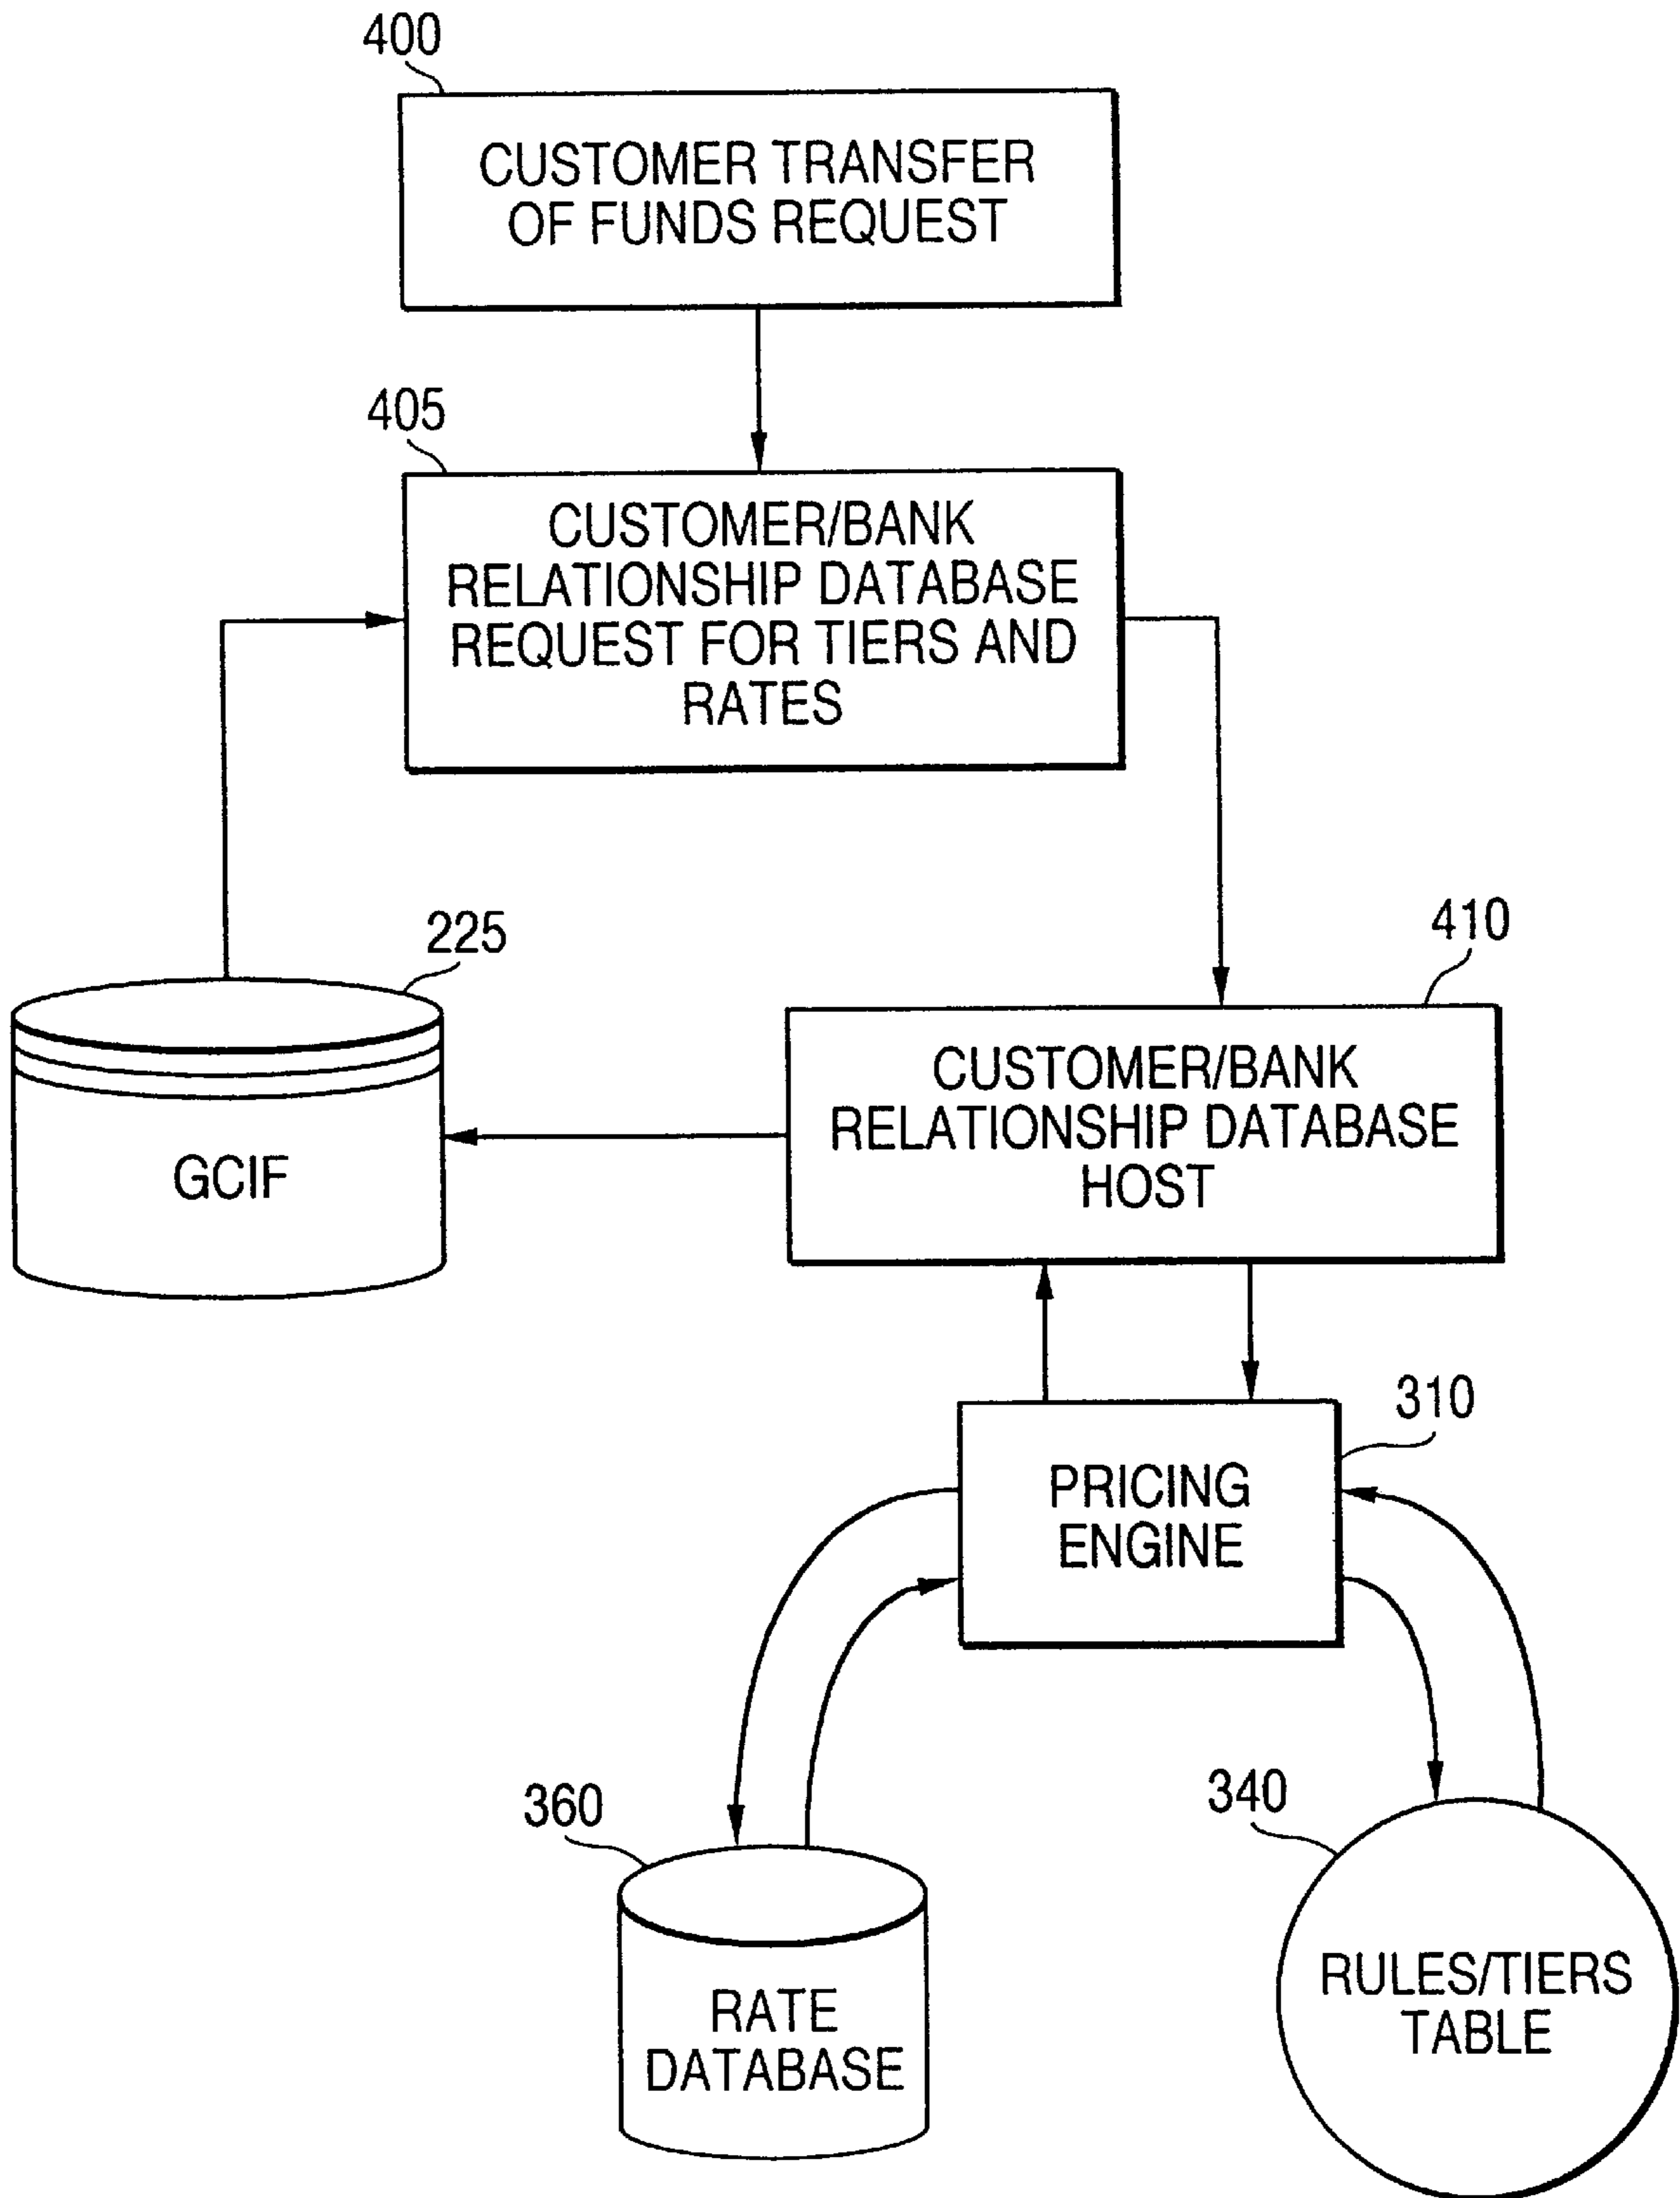 400
CUSTOMER TRANSFER
OF FUNDS REQUEST
405
CUSTOMER/BANK
RELATIONSHIP DATABASE
REQUEST FOR TIERS AND
RATES
225
GCIF
410
CUSTOMER/BANK
RELATIONSHIP DATABASE
HOST
310
PRICING
ENGINE
360
RATE
DATABASE
340
RULES/TIERS
TABLE